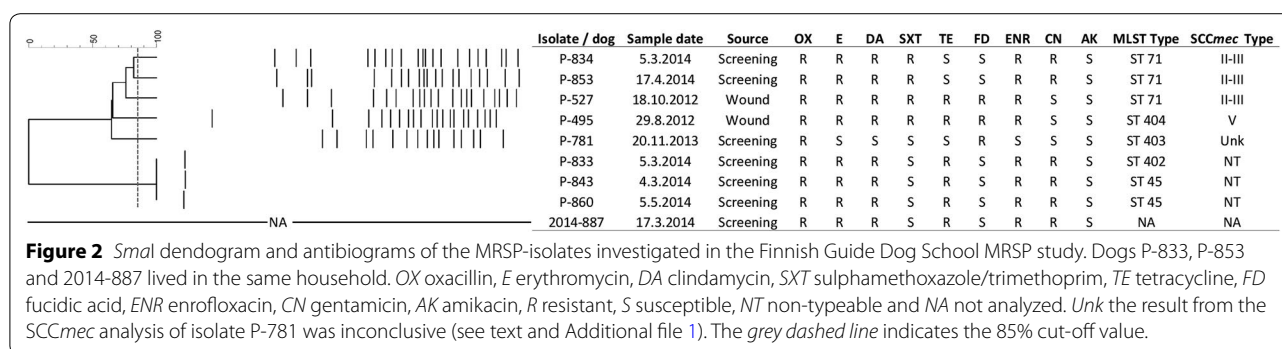 0 50 100
Isolate / dog Sample date Source OX E DA SXT TE FD ENR CN AK MLST Type SCCmec Type
P-834 5.3.2014 Screening R R R R S S R R S ST 71 II-III
P-853 17.4.2014 Screening R R R R S S R R S ST 71 II-III
P-527 18.10.2012 Wound R R R R R R R S S ST 71 II-III
P-495 29.8.2012 Wound R R R R R R R S S ST 404 V
P-781 20.11.2013 Screening R S S S S R S S S ST 403 Unk
P-833 5.3.2014 Screening R R R S R S R R S ST 402 NT
P-843 4.3.2014 Screening R R R S R S R R S ST 45 NT
P-860 5.5.2014 Screening R R R S R S R R S ST 45 NT
NA 2014-887 17.3.2014 Screening R R R S R S R R S NA NA
Figure 2 SmaI dendogram and antibiograms of the MRSP-isolates investigated in the Finnish Guide Dog School MRSP study. Dogs P-833, P-853
and 2014-887 lived in the same household. OX oxacillin, E erythromycin, DA clindamycin, SXT sulphamethoxazole/trimethoprim, TE tetracycline, FD
fucidic acid, ENR enrofloxacin, CN gentamicin, AK amikacin, R resistant, S susceptible, NT non-typeable and NA not analyzed. Unk the result from the
SCCmec analysis of isolate P-781 was inconclusive (see text and Additional file 1). The grey dashed line indicates the 85% cut-off value.